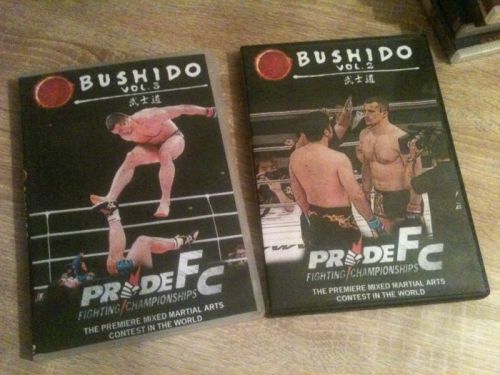 BUSHIDO
VOL.3
武士道
PRIDE FC
FIGHTING CHAMPIONSHIPS
THE PREMIERE MIXED MARTIAL ARTS
CONTEST IN THE WORLD
BUSHIDO
VOL.2
武士道
PRIDE FC
FIGHTING CHAMPIONSHIPS
THE PREMIERE MIXED MARTIAL ARTS
CONTEST IN THE WORLD